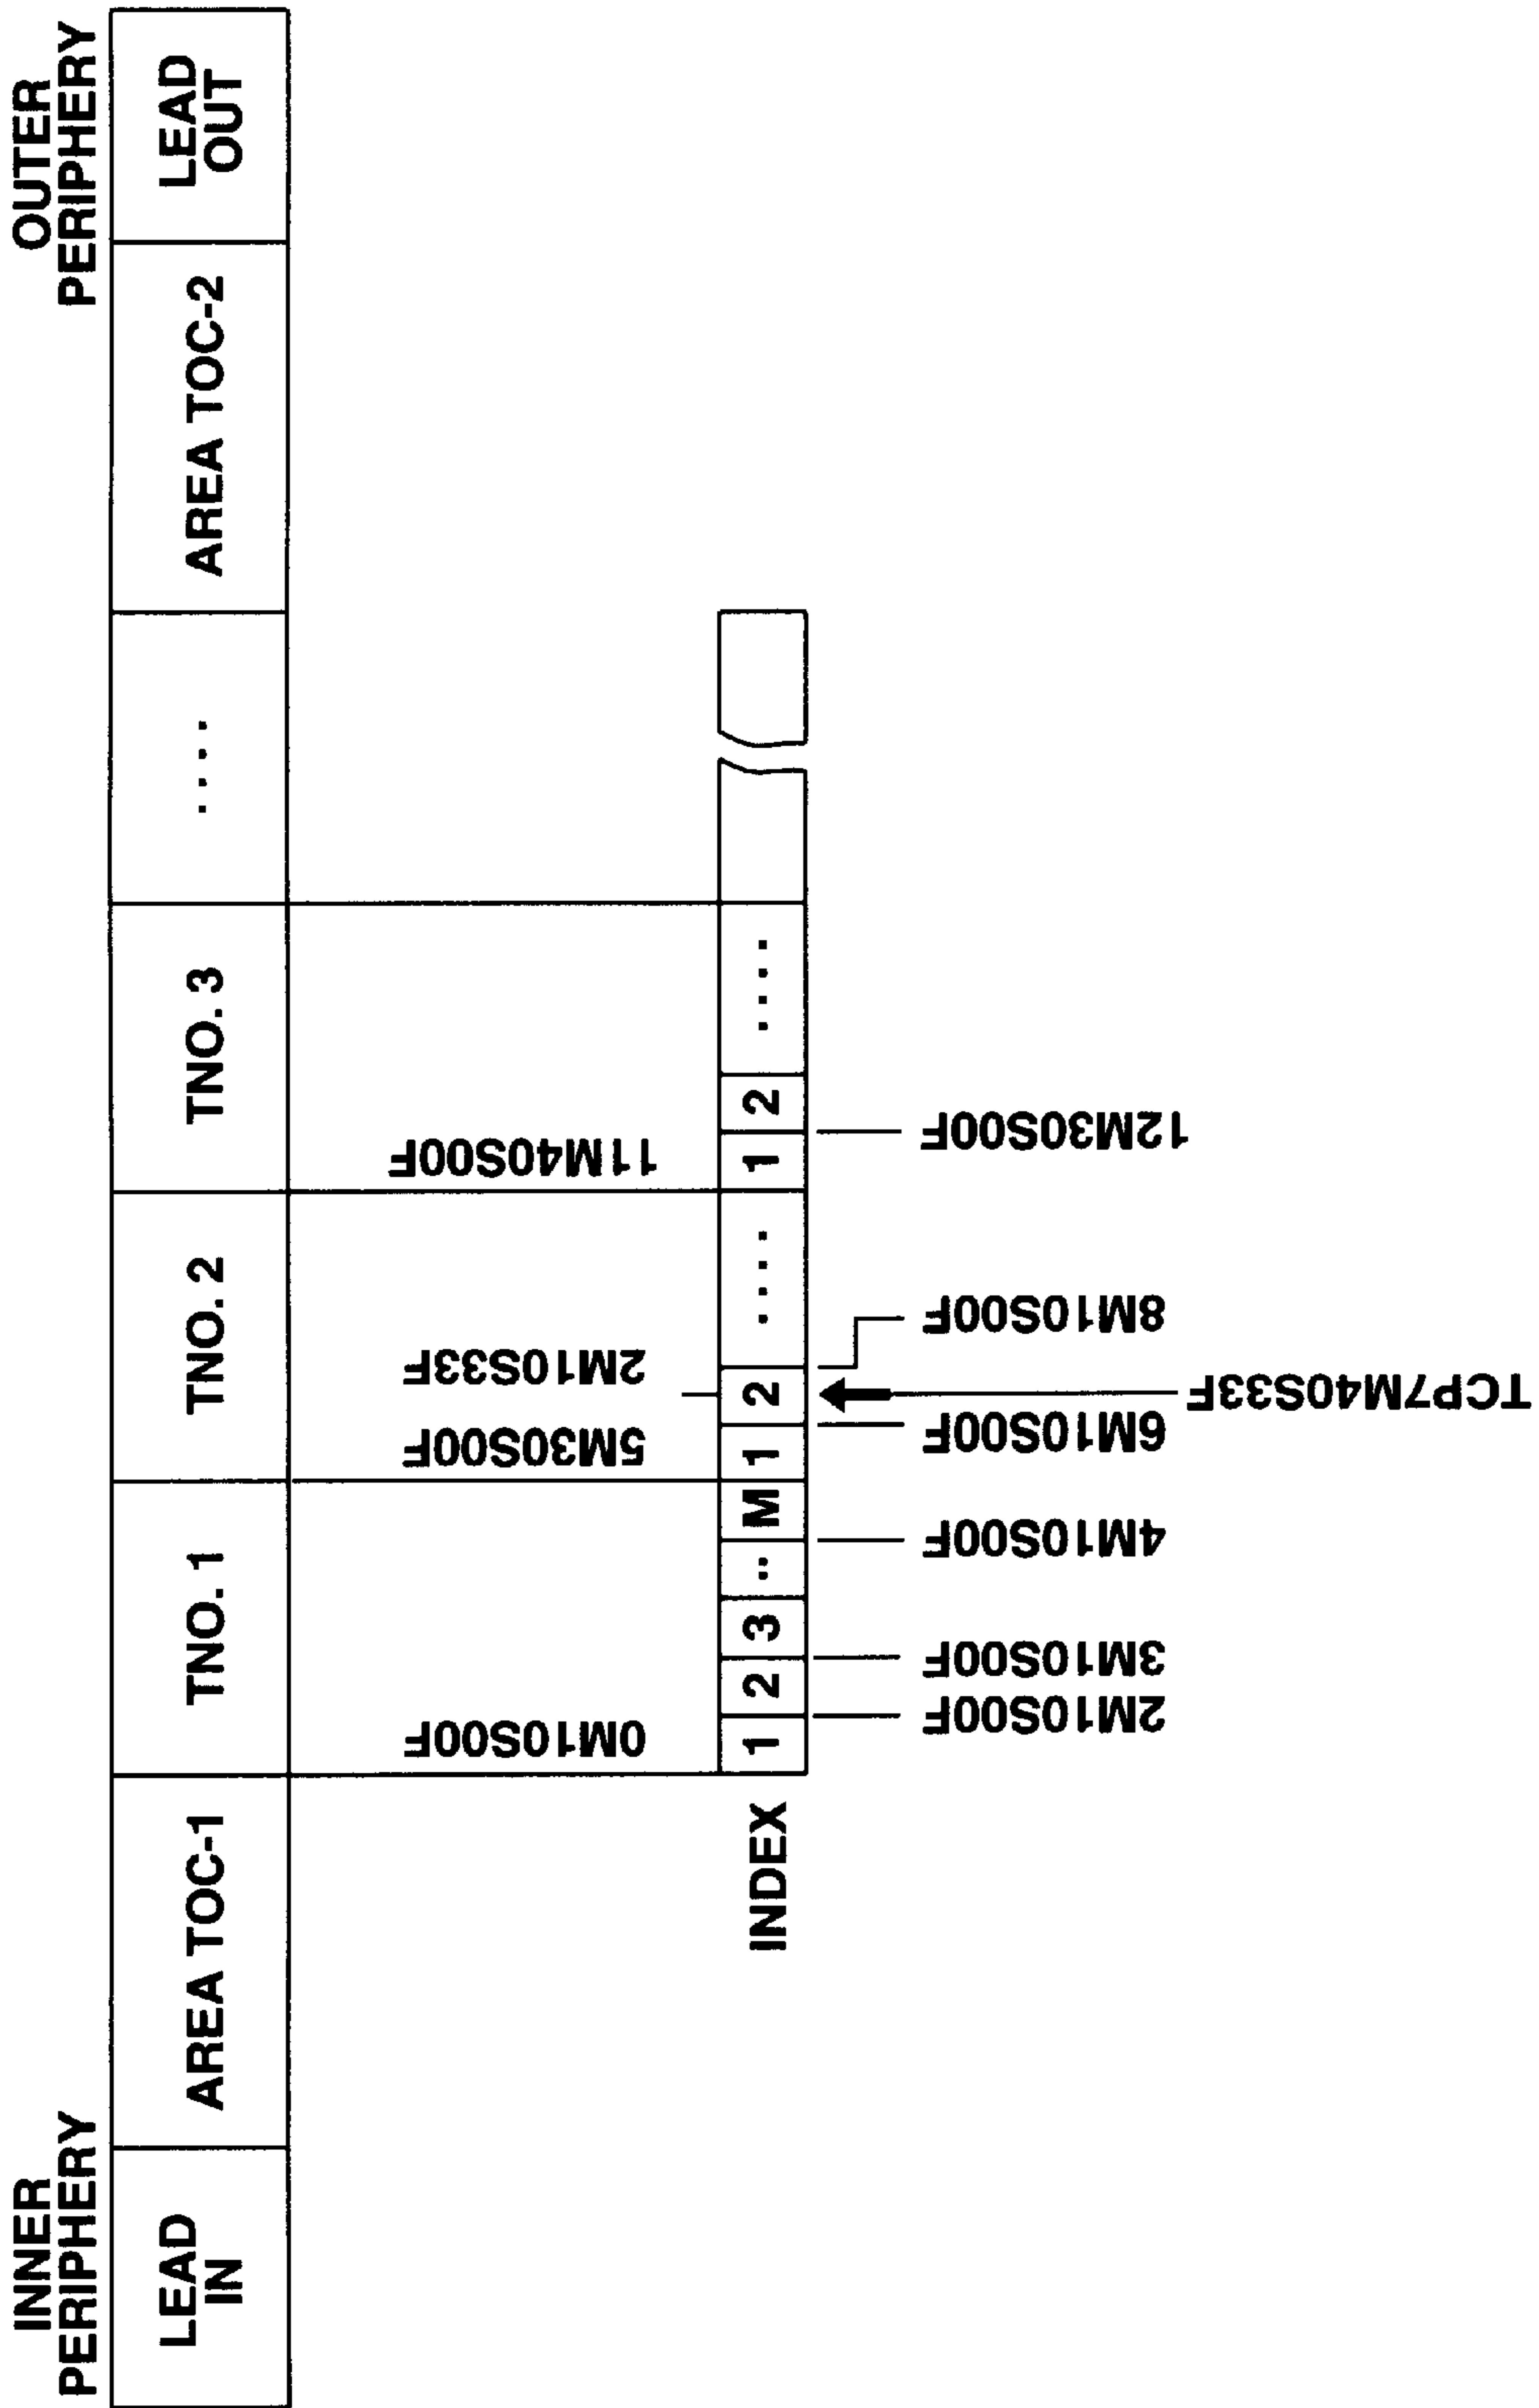 INNER
PERIPHERY
OUTER
PERIPHERY
LEAD
IN
AREA TOC-1
TNO. 1
TNO. 2
TNO. 3
....
AREA TOC-2
LEAD
OUT
0M10S00F
5M30S00F
2M10S33F
11M40S00F
INDEX
1
2
3
..
M
1
2
....
1
2
....
2M10S00F
3M10S00F
4M10S00F
6M10S00F
8M10S00F
12M30S00F
TCP7M40S33F